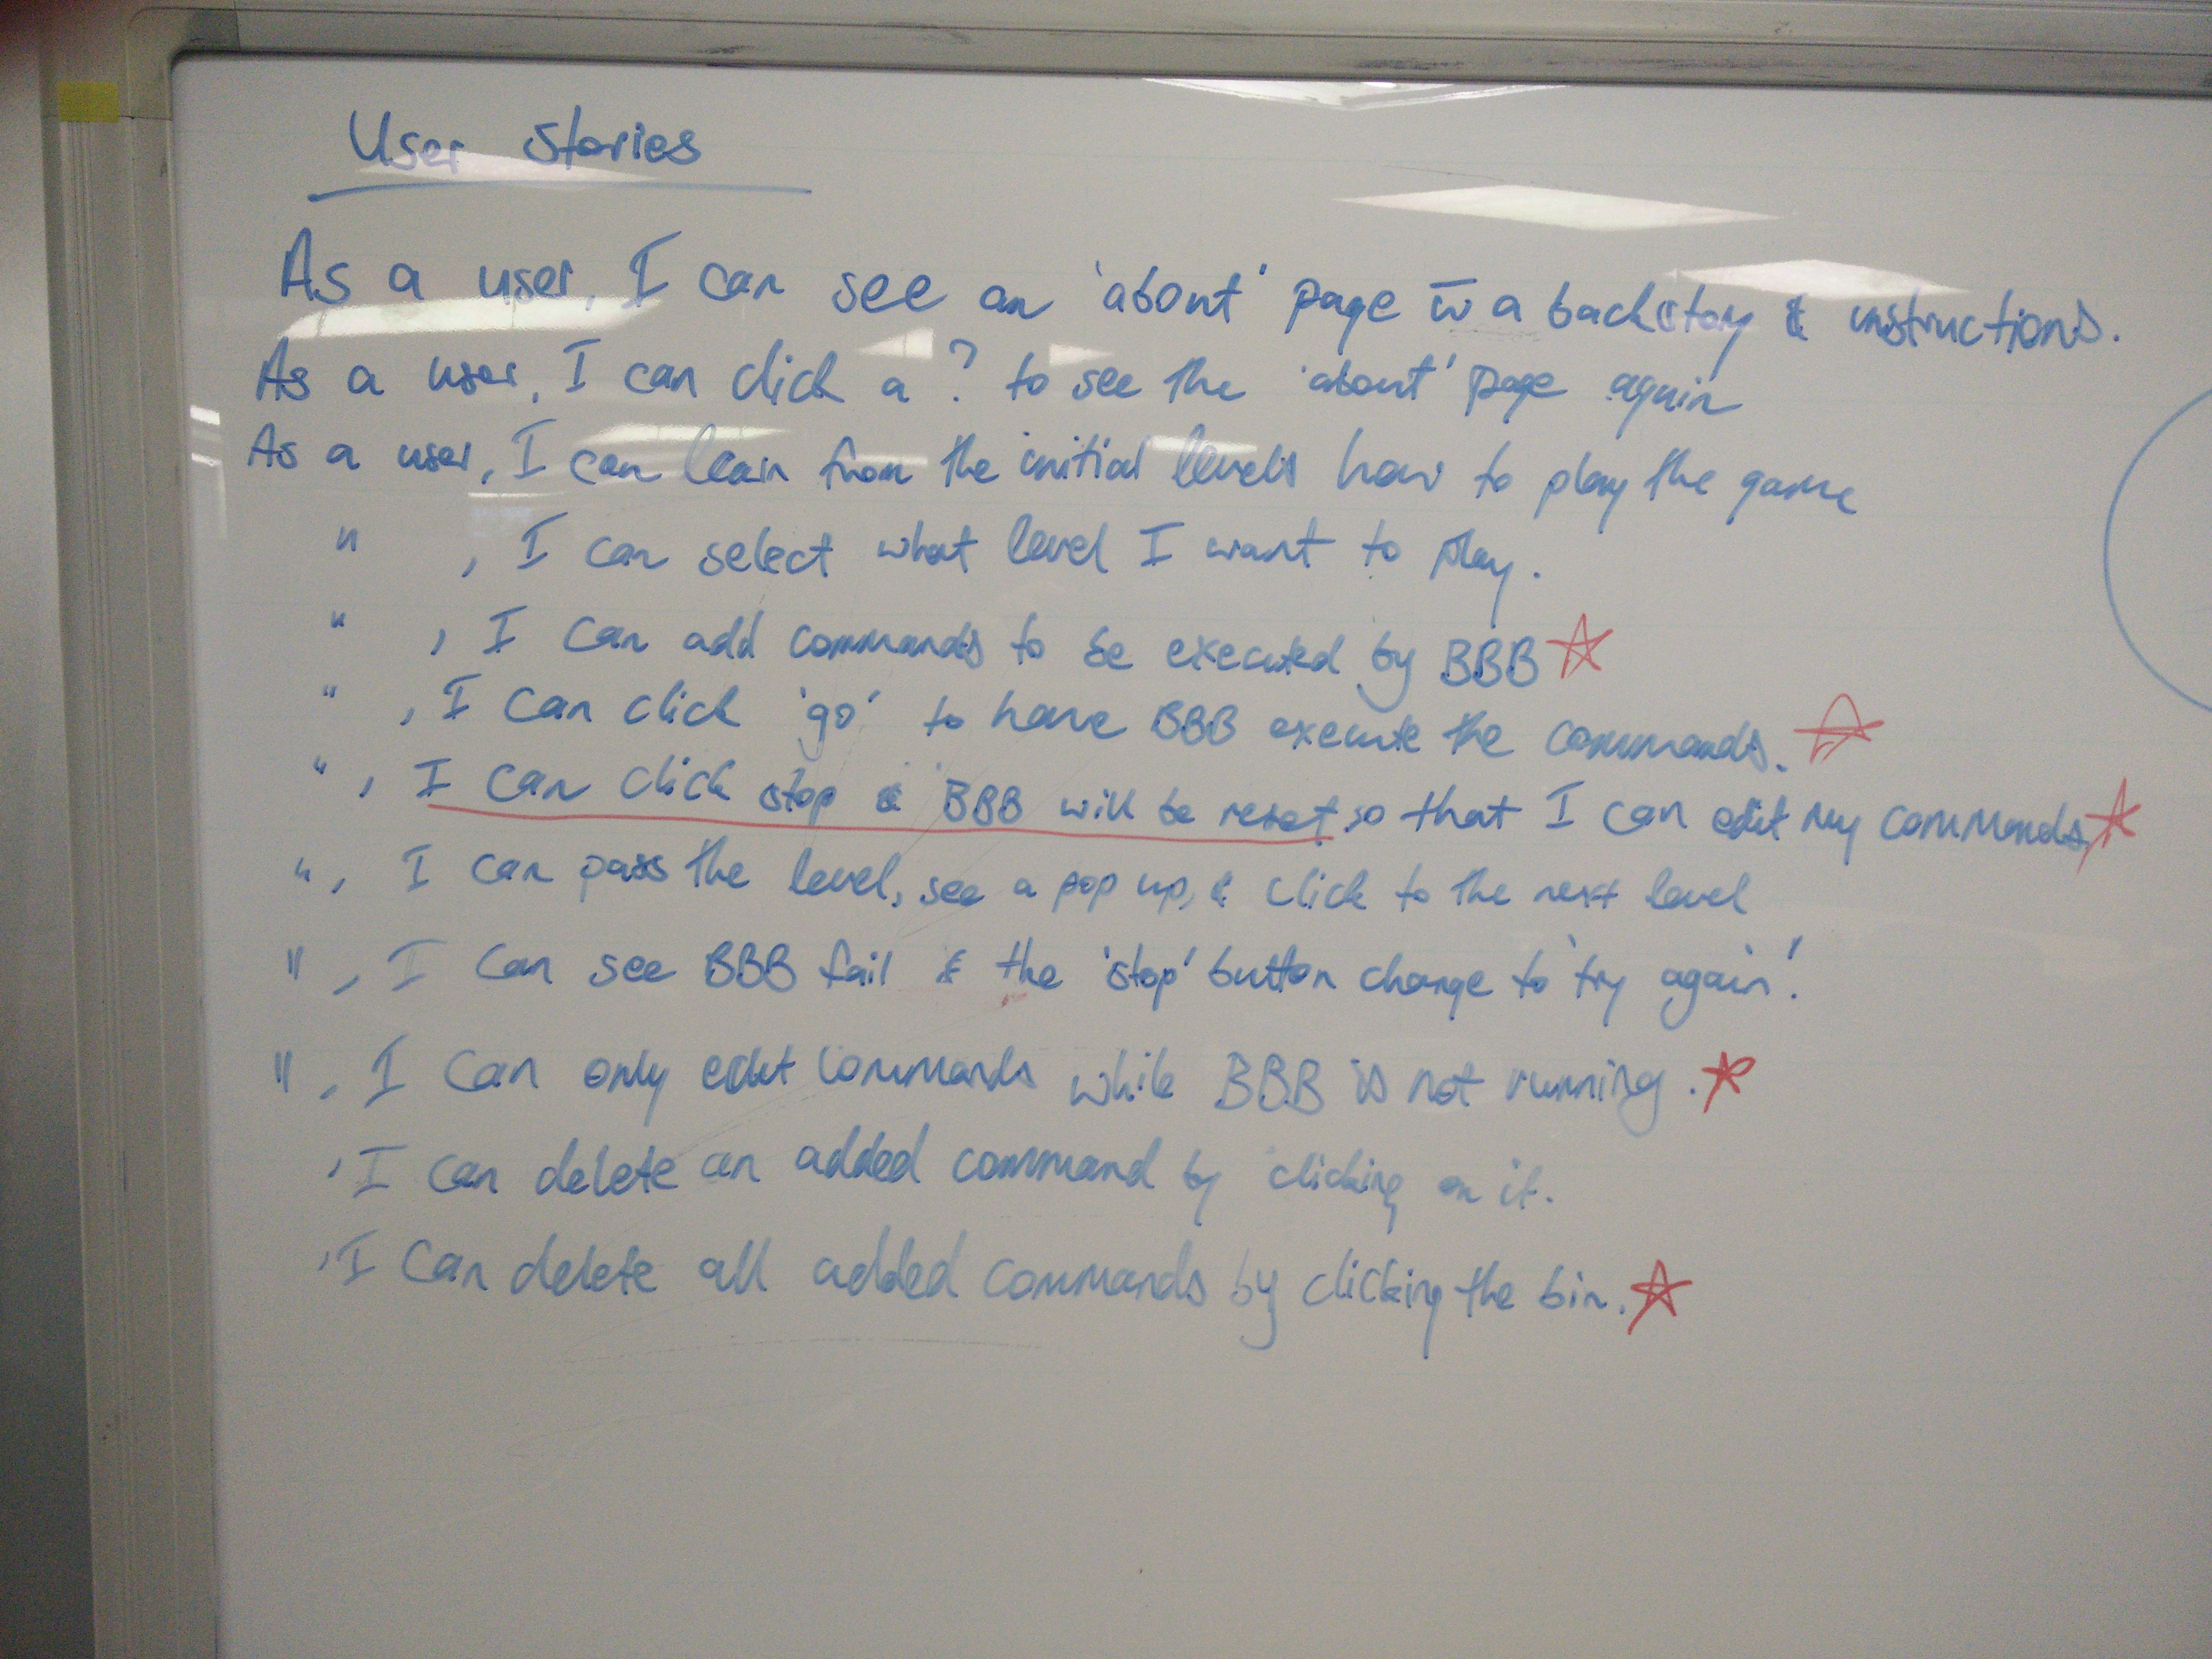 User Stories
As a user, I can see an 'about' page w̄ a backstory & instructions.
As a user, I can click a ? to see the 'about' page again
As a user, I can learn from the initial levels how to play the game
" , I can select what level I want to play.
" , I can add commands to be executed by BBB ☆
" , I can click 'go' to have BBB execute the commands. ☆
" , I can click stop & BBB will be reset so that I can edit my commands ☆
" , I can pass the level, see a pop up, & click to the next level
" , I can see BBB fail & the 'stop' button change to 'try again'.
" , I can only edit commands while BBB is not running. ☆
, I can delete an added command by clicking on it.
, I can delete all added commands by clicking the bin. ☆